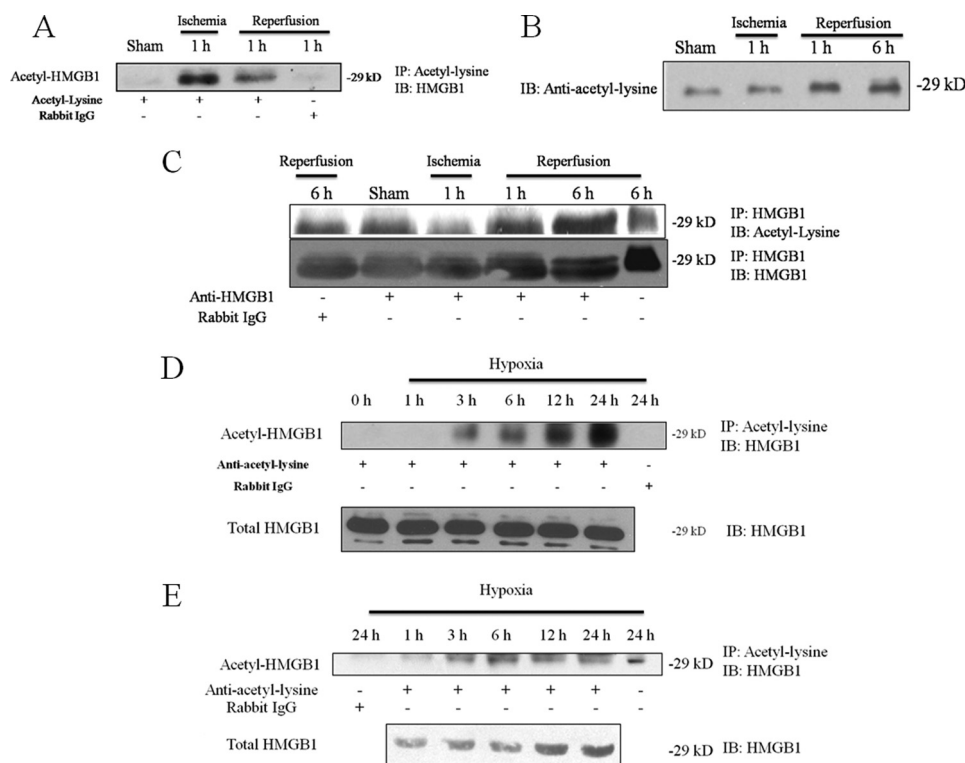 A
Ischemia Reperfusion
Sham 1 h 1 h 1 h
Acetyl-HMGB1 -29 kD IP: Acetyl-lysine
IB: HMGB1
Acetyl-Lysine + + + -
Rabbit IgG - - - +
B
Ischemia Reperfusion
Sham 1 h 1 h 6 h
IB: Anti-acetyl-lysine -29 kD
C
Reperfusion Ischemia Reperfusion
6 h Sham 1 h 1 h 6 h 6 h
-29 kD IP: HMGB1
IB: Acetyl-Lysine
-29 kD IP: HMGB1
IB: HMGB1
Anti-HMGB1 - + + + + -
Rabbit IgG + - - - - -
D
Hypoxia
0 h 1 h 3 h 6 h 12 h 24 h 24 h
Acetyl-HMGB1 -29 kD IP: Acetyl-lysine
IB: HMGB1
Anti-acetyl-lysine + + + + + + -
Rabbit IgG - - - - - - +
Total HMGB1 -29 kD IB: HMGB1
E
Hypoxia
24 h 1 h 3 h 6 h 12 h 24 h 24 h
Acetyl-HMGB1 -29 kD IP: Acetyl-lysine
IB: HMGB1
Anti-acetyl-lysine - + + + + + -
Rabbit IgG + - - - - - -
Total HMGB1 -29 kD IB: HMGB1